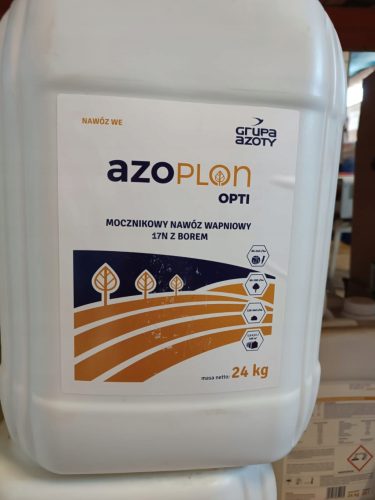 NAWÓZ WE
GRUPA
AZOTY
AZOPLON
OPTI
MOCZNIKOWY NAWÓZ WAPNIOWY
17N Z BOREM
masa netto: 24 kg